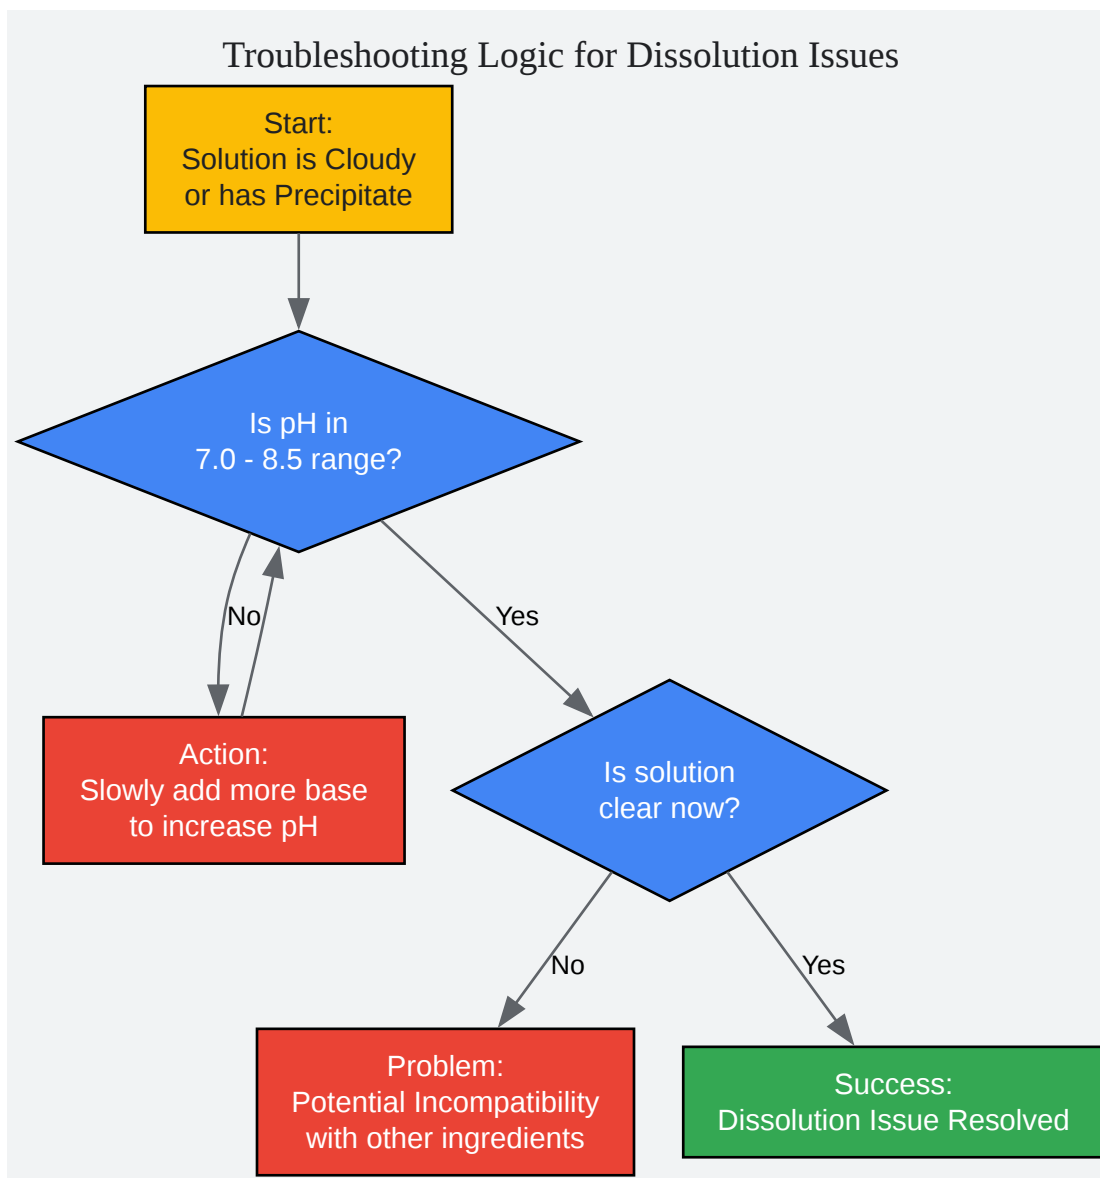 Troubleshooting Logic for Dissolution Issues
Start:
Solution is Cloudy
or has Precipitate
Is pH in
7.0 - 8.5 range?
No
Yes
Action:
Slowly add more base
to increase pH
Is solution
clear now?
No
Yes
Problem:
Potential Incompatibility
with other ingredients
Success:
Dissolution Issue Resolved